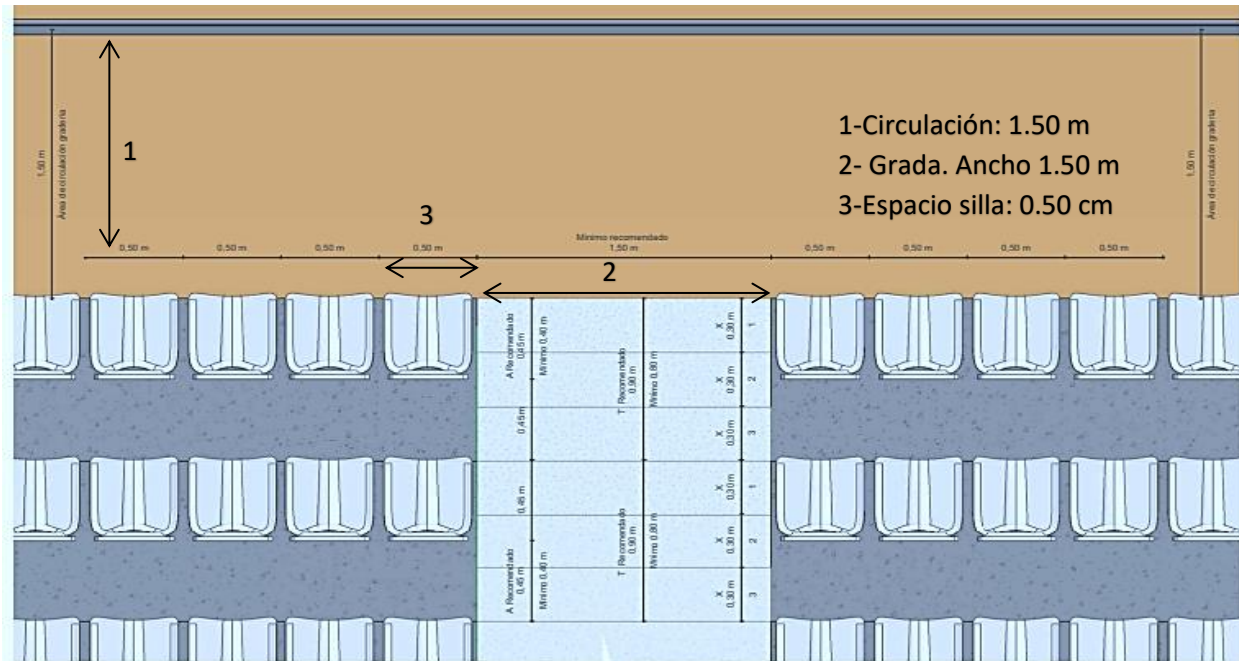 1-Circulación: 1.50 m
2- Grada. Ancho 1.50 m
3-Espacio silla: 0.50 cm
1
1,50 m
Área de circulación gradería
1,50 m
Área de circulación gradería
3
Mínimo recomendado
0,50 m
0,50 m
0,50 m
0,50 m
1,50 m
0,50 m
0,50 m
0,50 m
0,50 m
2
A Recomendado
0,45 m
Mínimo 0,40 m
T Recomendado
0,90 m
Mínimo 0,80 m
X
0,30 m
1
X
0,30 m
2
0,45 m
X
0,30 m
3
0,45 m
X
0,30 m
1
T Recomendado
0,90 m
Mínimo 0,80 m
X
0,30 m
2
A Recomendado
0,45 m
Mínimo 0,40 m
X
0,30 m
3